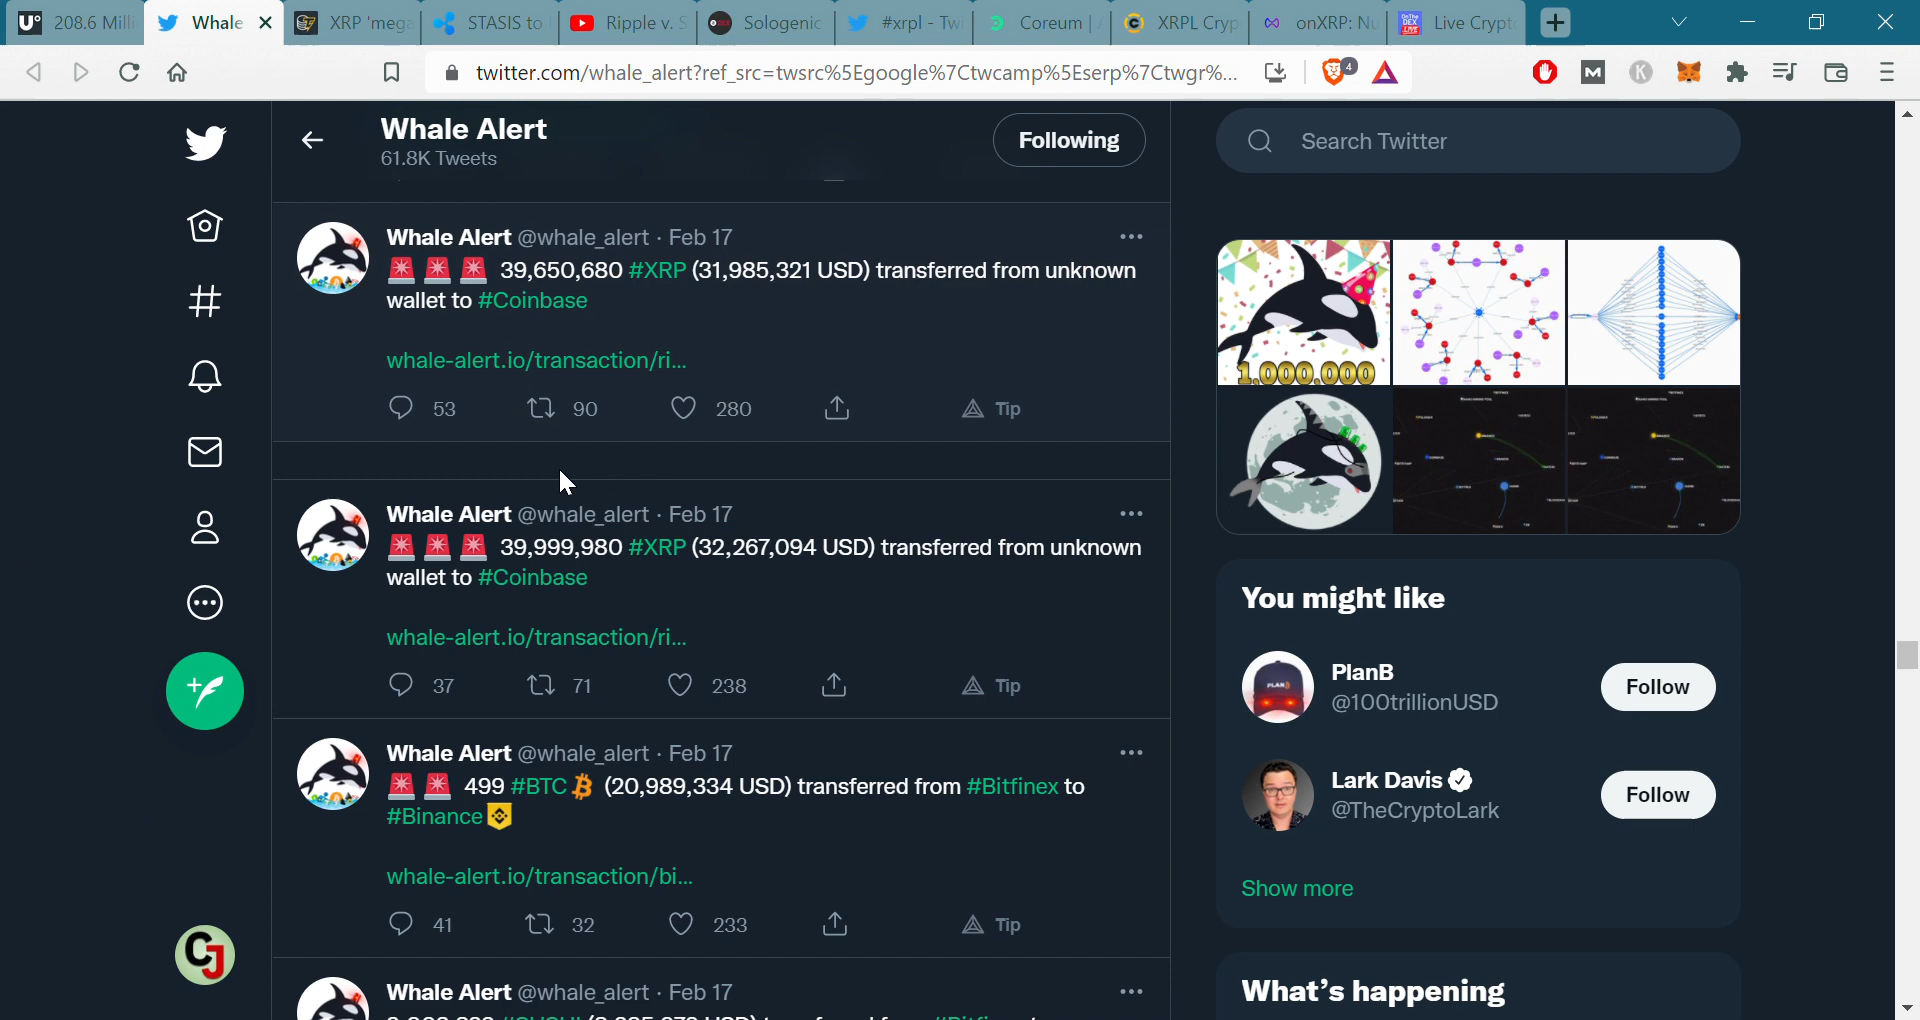 208.6 Milli
Whale
XRP 'mega
STASIS to
Ripple v. S
Sologenic
#xrpl - Twi
Coreum | A
XRPL Cryp
onXRP: Nu
Live Crypto
twitter.com/whale_alert?ref_src=twsrc%5Egoogle%7Ctwcamp%5Eserp%7Ctwgr%...
4
Whale Alert
61.8K Tweets
Following
Search Twitter
Whale Alert @whale_alert · Feb 17
39,650,680 #XRP (31,985,321 USD) transferred from unknown
wallet to #Coinbase
whale-alert.io/transaction/ri...
53 90 280 Tip
Whale Alert @whale_alert · Feb 17
39,999,980 #XRP (32,267,094 USD) transferred from unknown
wallet to #Coinbase
whale-alert.io/transaction/ri...
37 71 238 Tip
Whale Alert @whale_alert · Feb 17
499 #BTC (20,989,334 USD) transferred from #Bitfinex to
#Binance
whale-alert.io/transaction/bi...
41 32 233 Tip
Whale Alert @whale_alert · Feb 17
1.000.000
You might like
PlanB
@100trillionUSD
Follow
Lark Davis
@TheCryptoLark
Follow
Show more
What's happening
CJ